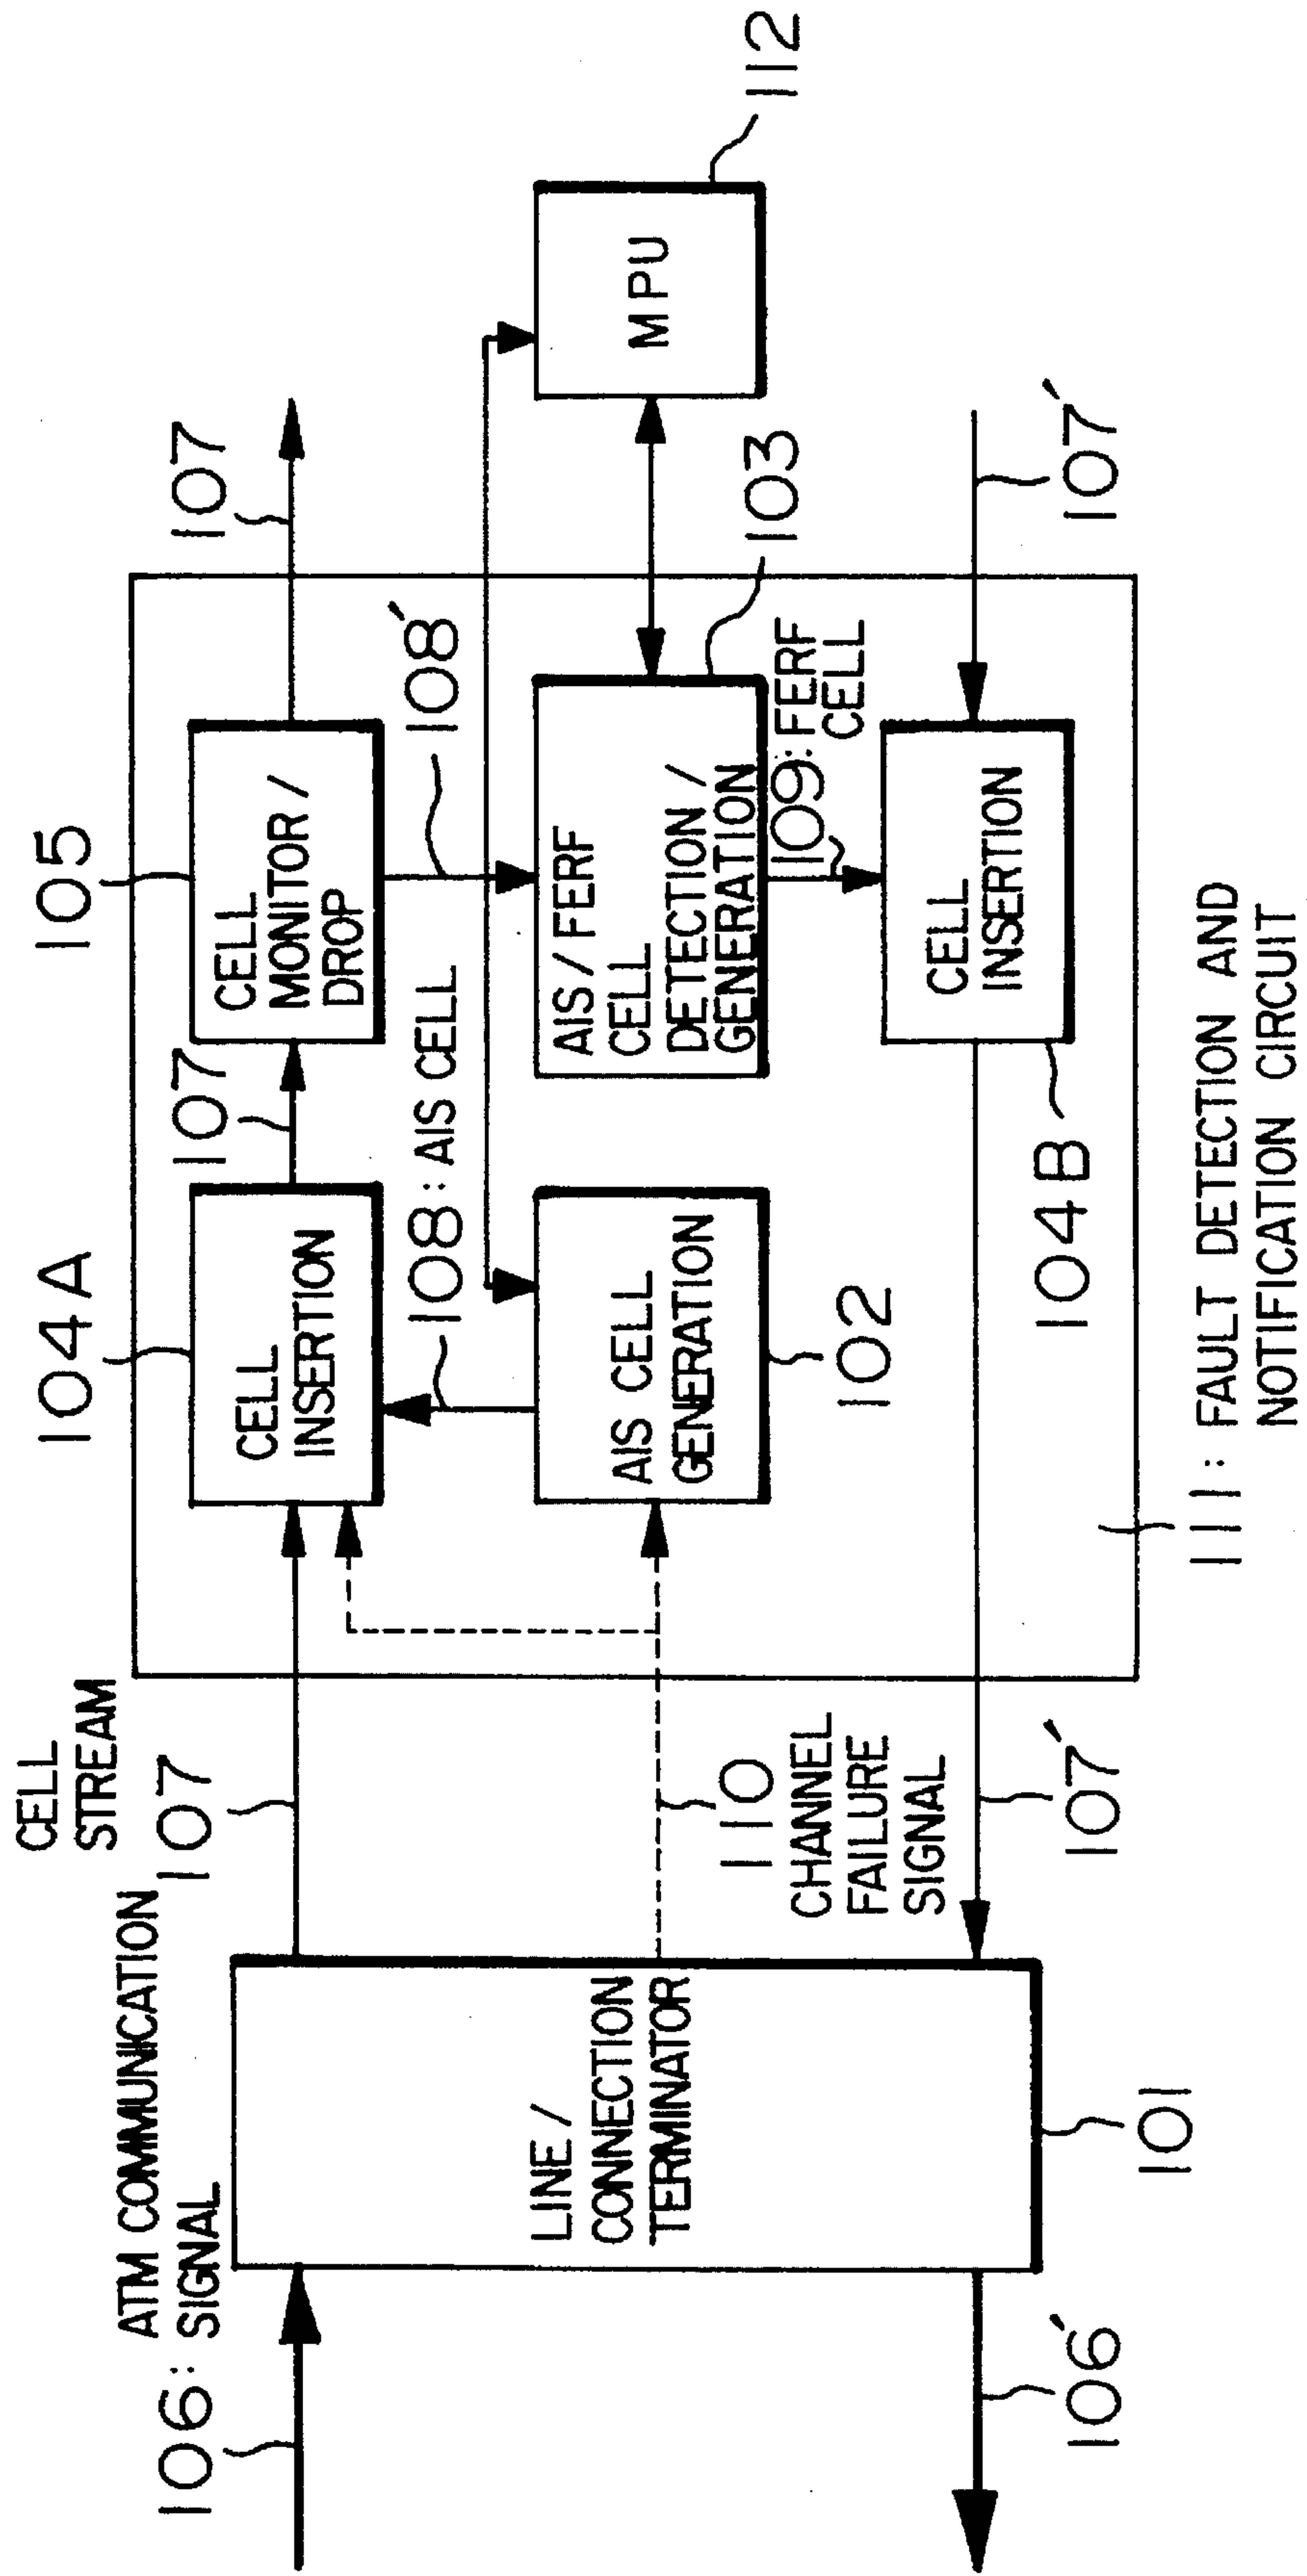 106: ATM COMMUNICATION
SIGNAL
CELL
STREAM
107
104A
105
107
107
CELL
INSERTION
CELL
MONITOR /
DROP
108: AIS CELL
108'
LINE /
CONNECTION
TERMINATOR
110
CHANNEL
FAILURE
SIGNAL
AIS CELL
GENERATION
102
AIS / FERF
CELL
DETECTION /
GENERATION
103
MPU
112
109: FERF
CELL
CELL
INSERTION
104B
107'
107'
106'
101
111: FAULT DETECTION AND
NOTIFICATION CIRCUIT